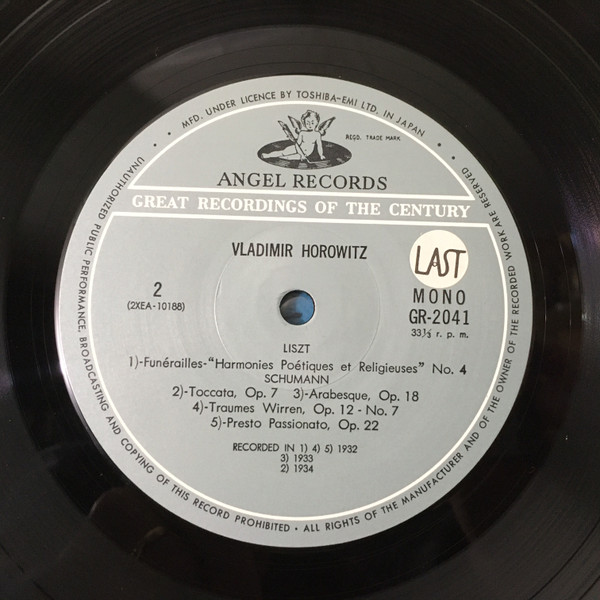 MFD. UNDER LICENCE BY TOSHIBA-EMI LTD. IN JAPAN
REGD. TRADE MARK
ANGEL RECORDS
GREAT RECORDINGS OF THE CENTURY
VLADIMIR HOROWITZ
LAST
2
(2XEA-10188)
MONO
GR-2041
33⅓ r. p. m.
LISZT
1)-Funérailles-"Harmonies Poétiques et Religieuses" No. 4
SCHUMANN
2)-Toccata, Op. 7 3)-Arabesque, Op. 18
4)-Traumes Wirren, Op. 12 - No. 7
5)-Presto Passionato, Op. 22
RECORDED IN 1) 4) 5) 1932
3) 1933
2) 1934
UNAUTHORIZED PUBLIC PERFORMANCE, BROADCASTING AND COPYING OF THIS RECORD PROHIBITED • ALL RIGHTS OF THE MANUFACTURER AND OF THE OWNER OF THE RECORDED WORK ARE RESERVED